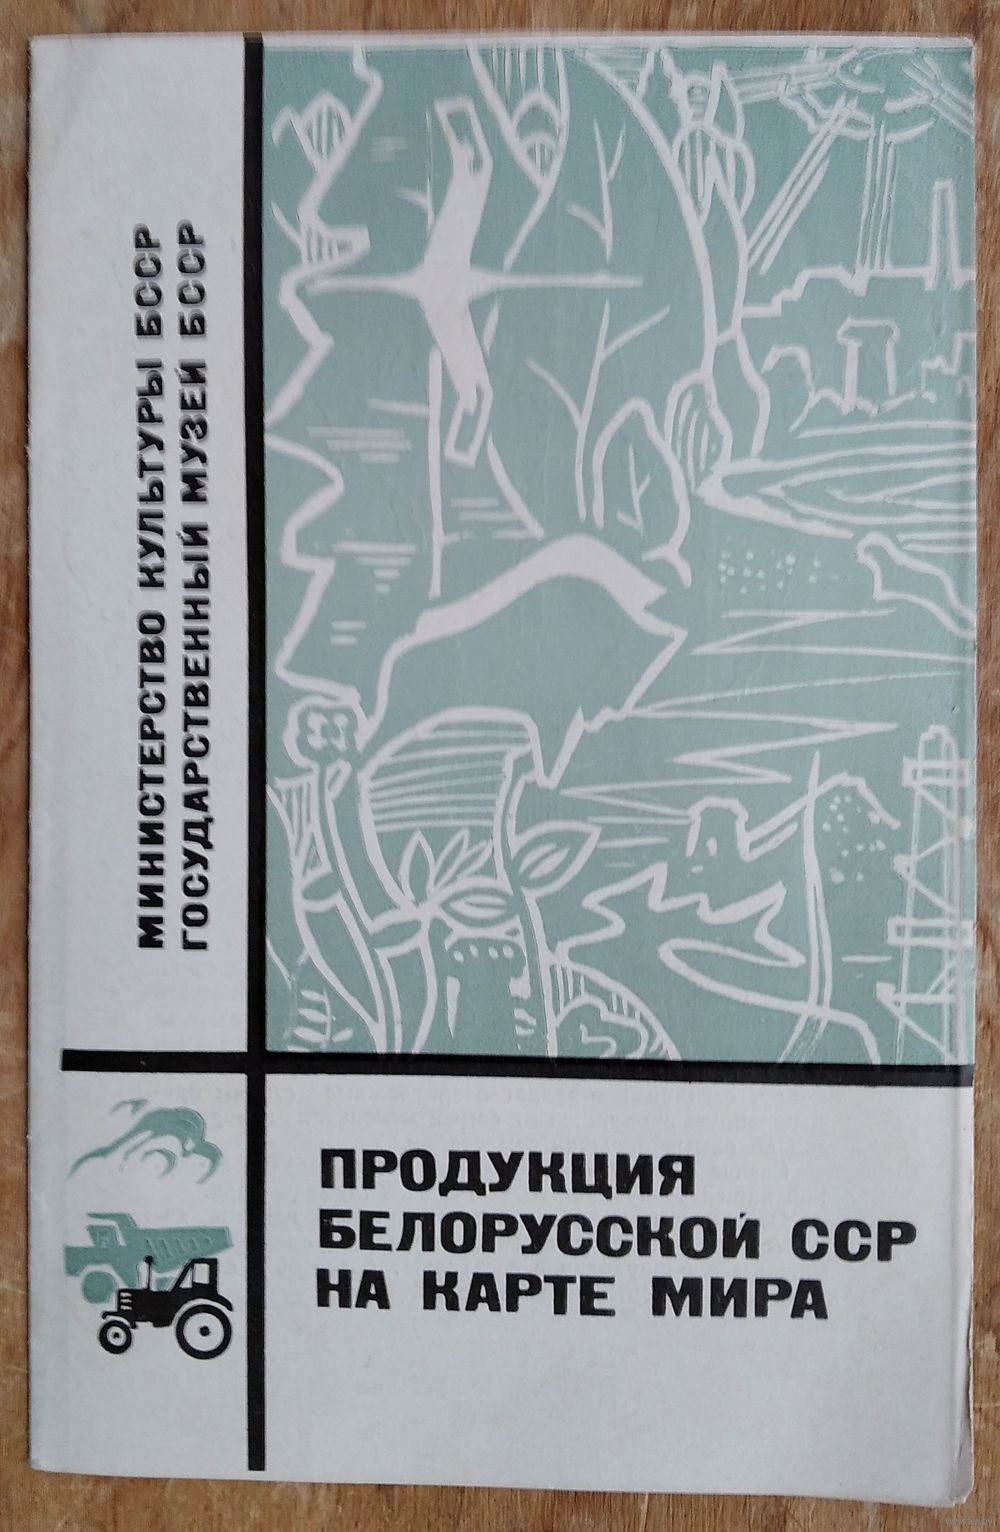 МИНИСТЕРСТВО КУЛЬТУРЫ БССР
ГОСУДАРСТВЕННЫЙ МУЗЕЙ БССР
ПРОДУКЦИЯ
БЕЛОРУССКОЙ ССР
НА КАРТЕ МИРА